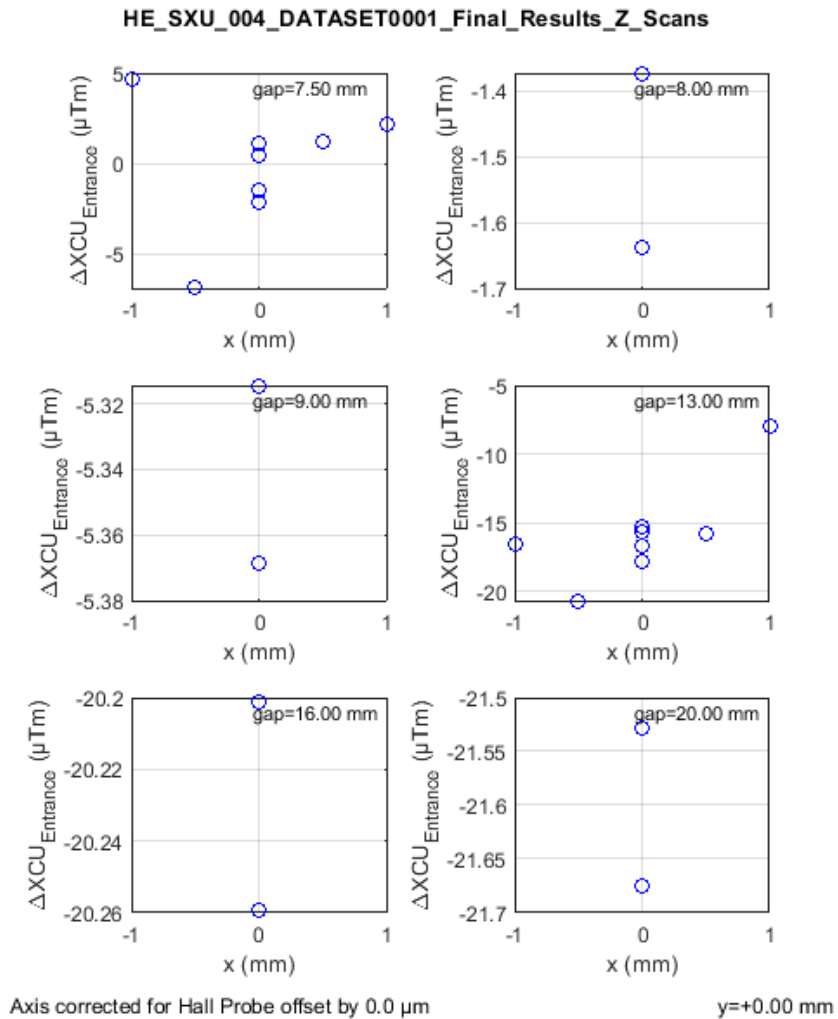 HE_SXU_004_DATASET0001_Final_Results_Z_Scans
gap=7.50 mm
5
0
-5
-1
0
1
x (mm)
ΔXCU_Entrance (µTm)
gap=8.00 mm
-1.4
-1.5
-1.6
-1.7
-1
0
1
x (mm)
ΔXCU_Entrance (µTm)
gap=9.00 mm
-5.32
-5.34
-5.36
-5.38
-1
0
1
x (mm)
ΔXCU_Entrance (µTm)
gap=13.00 mm
-5
-10
-15
-20
-1
0
1
x (mm)
ΔXCU_Entrance (µTm)
gap=16.00 mm
-20.2
-20.22
-20.24
-20.26
-1
0
1
x (mm)
ΔXCU_Entrance (µTm)
gap=20.00 mm
-21.5
-21.55
-21.6
-21.65
-21.7
-1
0
1
x (mm)
ΔXCU_Entrance (µTm)
Axis corrected for Hall Probe offset by 0.0 µm
y=+0.00 mm